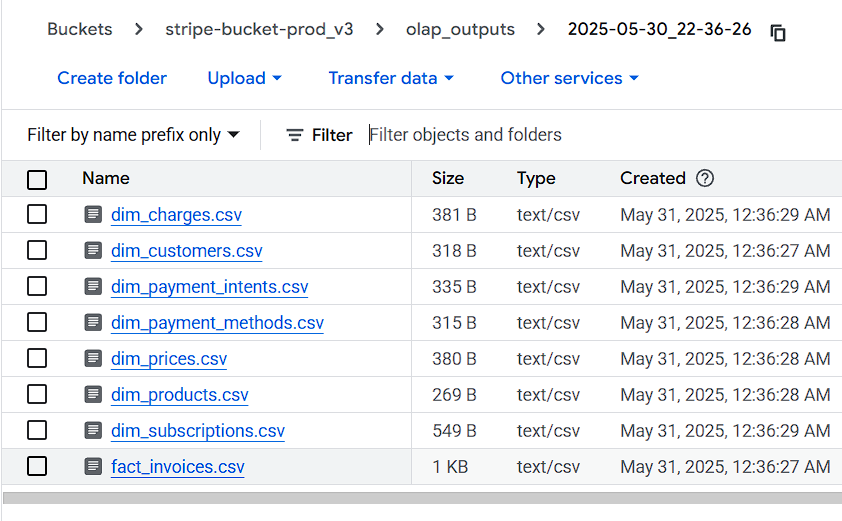 Buckets > stripe-bucket-prod_v3 > olap_outputs > 2025-05-30_22-36-26
Create folder Upload Transfer data Other services
Filter by name prefix only Filter Filter objects and folders
Name Size Type Created
dim_charges.csv 381 B text/csv May 31, 2025, 12:36:29 AM
dim_customers.csv 318 B text/csv May 31, 2025, 12:36:27 AM
dim_payment_intents.csv 335 B text/csv May 31, 2025, 12:36:29 AM
dim_payment_methods.csv 315 B text/csv May 31, 2025, 12:36:28 AM
dim_prices.csv 380 B text/csv May 31, 2025, 12:36:28 AM
dim_products.csv 269 B text/csv May 31, 2025, 12:36:28 AM
dim_subscriptions.csv 549 B text/csv May 31, 2025, 12:36:29 AM
fact_invoices.csv 1 KB text/csv May 31, 2025, 12:36:27 AM